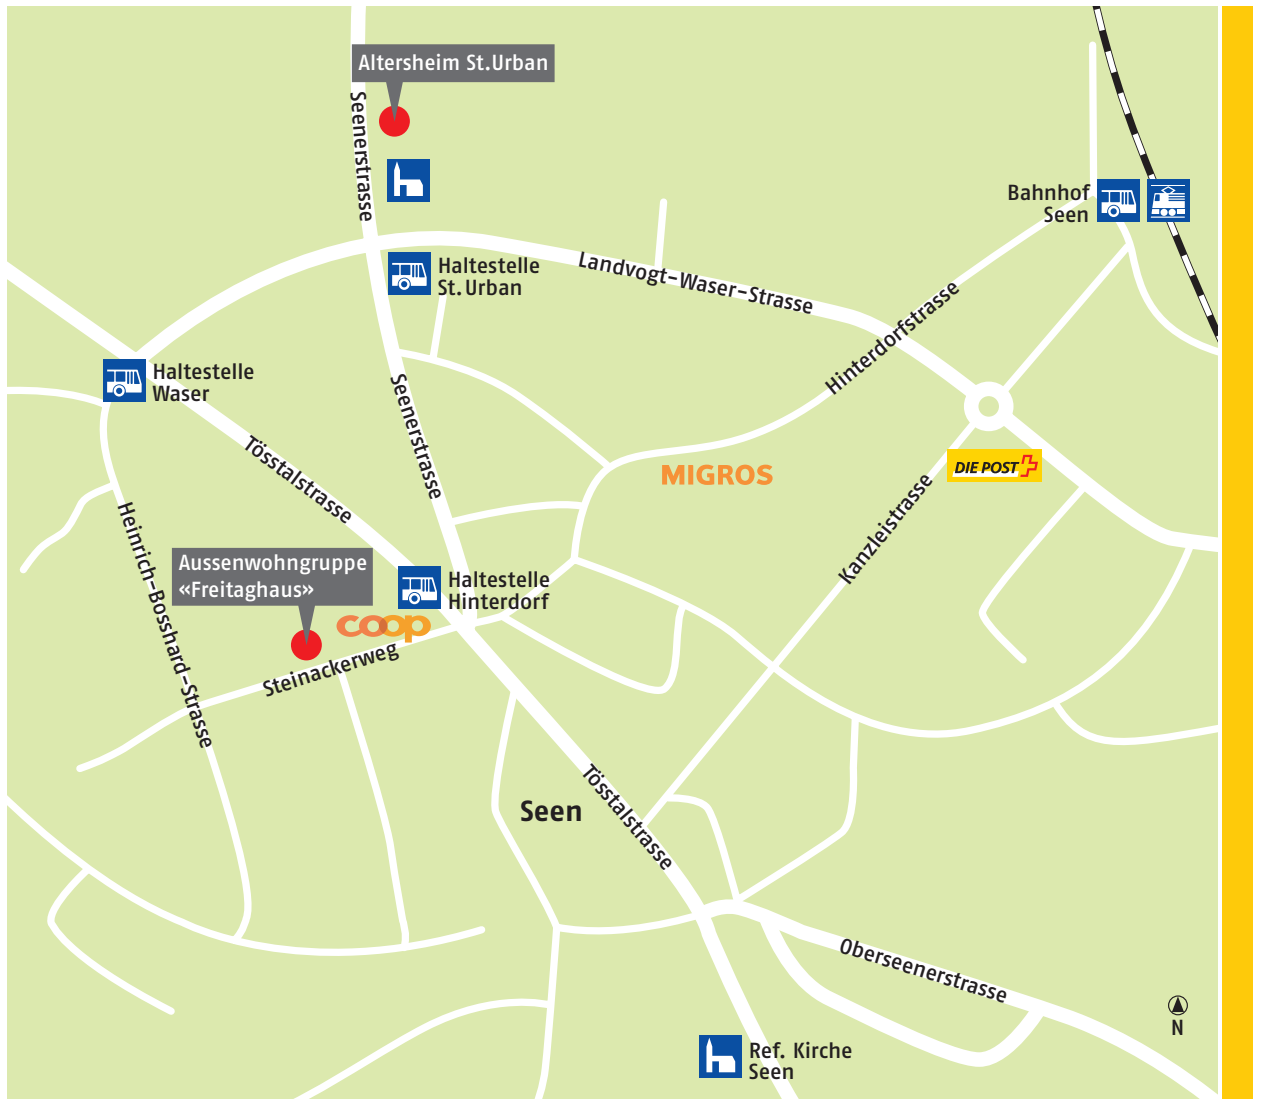 Altersheim St.Urban
Seenerstrasse
Bahnhof
Seen
Haltestelle
St.Urban
Landvogt-Waser-Strasse
Hinterdorfstrasse
Haltestelle
Waser
Seenerstrasse
Tösstalstrasse
MIGROS
DIE POST
Kanzleistrasse
Heinrich-Bosshard-Strasse
Aussenwohngruppe
«Freitaghaus»
Haltestelle
Hinterdorf
coop
Steinackerweg
Seen
Tösstalstrasse
Oberseenerstrasse
N
Ref. Kirche
Seen